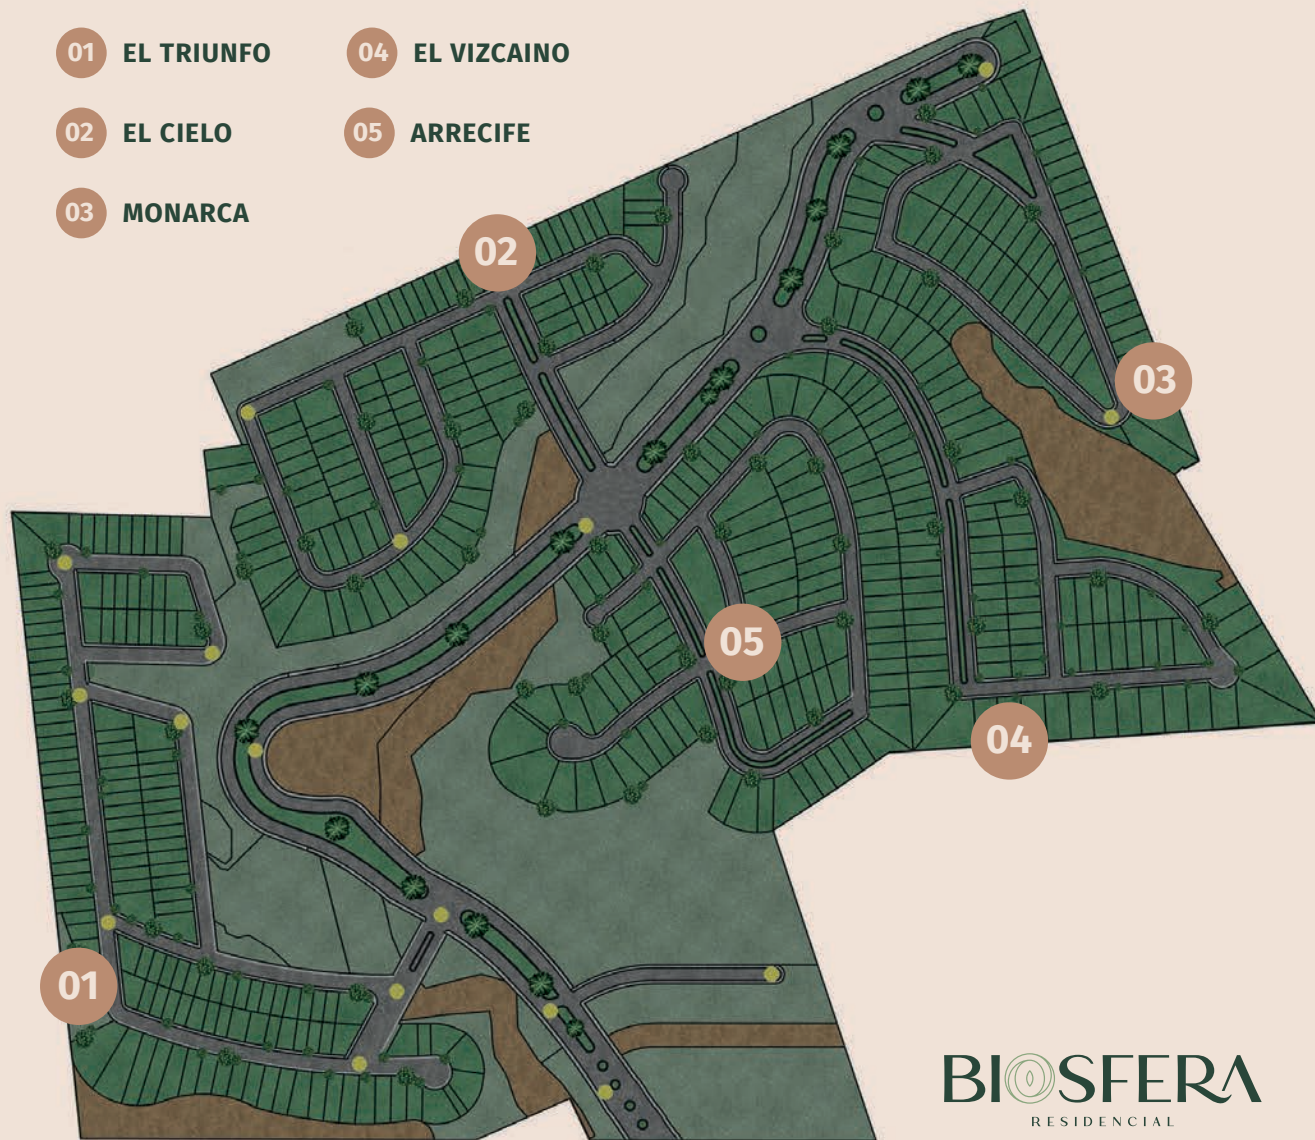 01 EL TRIUNFO
04 EL VIZCAINO
02 EL CIELO
05 ARRECIFE
03 MONARCA
02
03
05
04
01
BIOSFERA
RESIDENCIAL